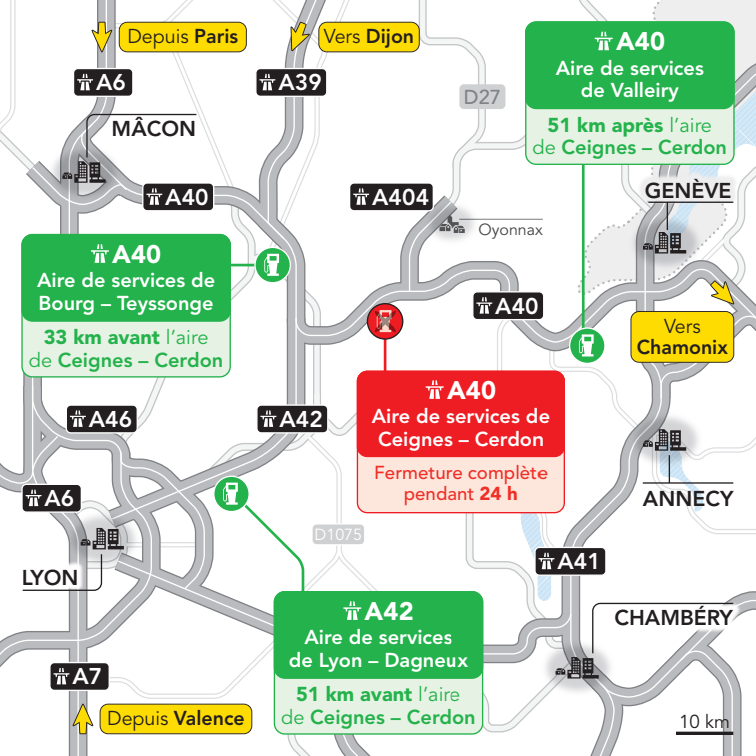 Depuis Paris
Vers Dijon
A6
A39
A40
Aire de services
de Valleiry
51 km après l'aire
de Ceignes – Cerdon
D27
MÂCON
A40
A404
GENÈVE
Oyonnax
A40
Aire de services de
Bourg – Teyssonge
33 km avant l'aire
de Ceignes – Cerdon
A40
Vers
Chamonix
A40
Aire de services de
Ceignes – Cerdon
Fermeture complète
pendant 24 h
A46
A42
A6
ANNECY
D1075
LYON
A41
A42
Aire de services
de Lyon – Dagneux
51 km avant l'aire
de Ceignes – Cerdon
CHAMBÉRY
A7
Depuis Valence
10 km